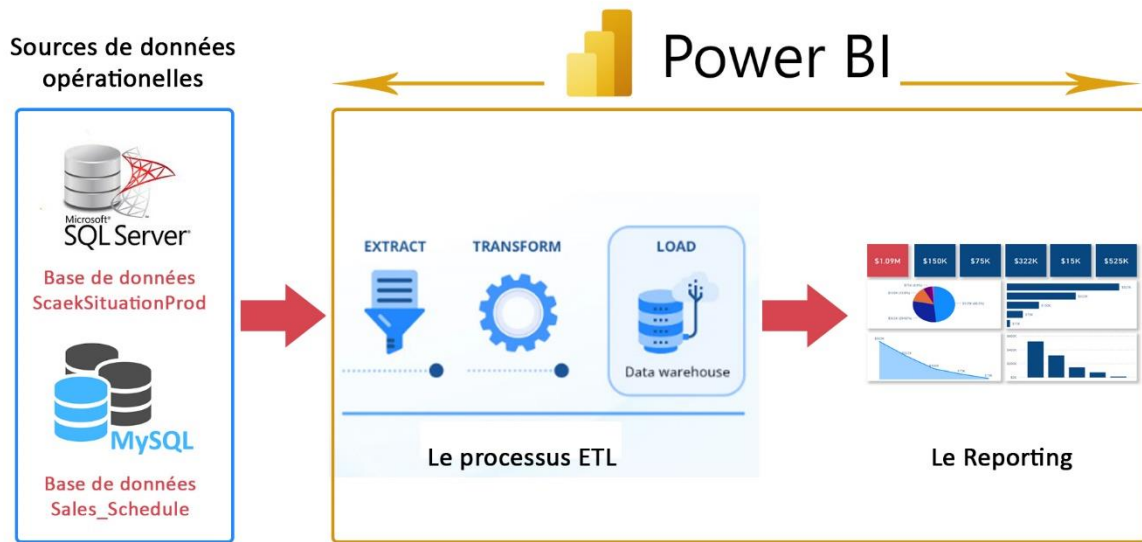 Sources de données
opérationelles
Power BI
Microsoft®
SQL Server®
Base de données
ScaekSituationProd
MySQL
Base de données
Sales_Schedule
EXTRACT
TRANSFORM
LOAD
Data warehouse
Le processus ETL
$1.09M
$150K
$75K
$322K
$15K
$525K
Le Reporting